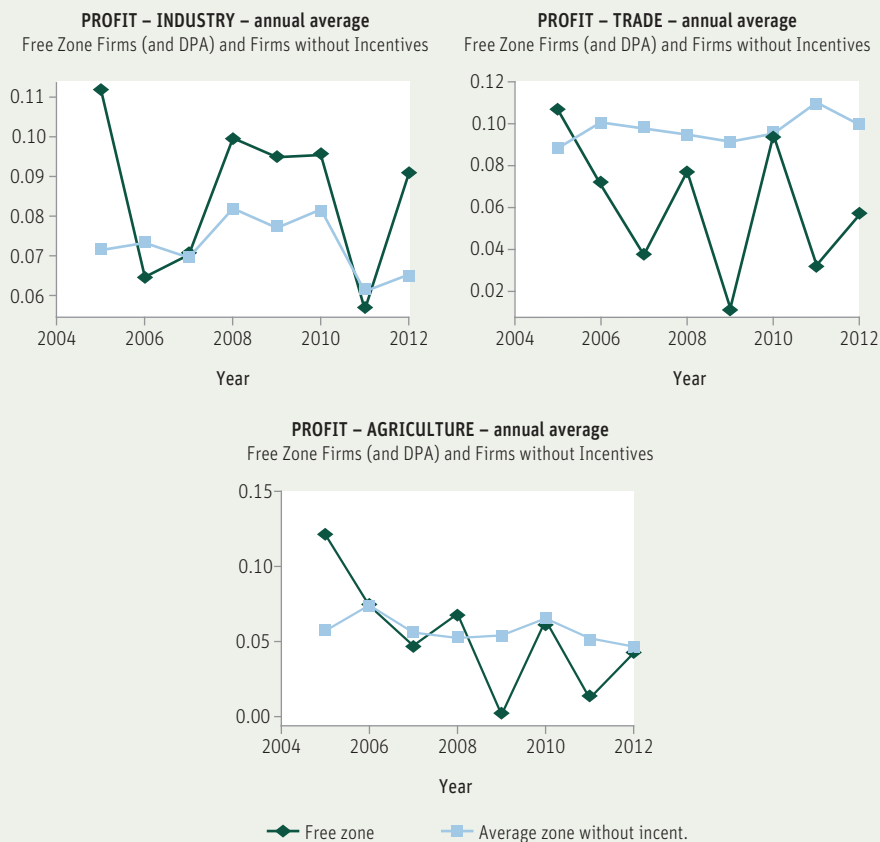 PROFIT – INDUSTRY – annual average
Free Zone Firms (and DPA) and Firms without Incentives
0.11
0.10
0.09
0.08
0.07
0.06
2004 2006 2008 2010 2012
Year
PROFIT – TRADE – annual average
Free Zone Firms (and DPA) and Firms without Incentives
0.12
0.10
0.08
0.06
0.04
0.02
2004 2006 2008 2010 2012
Year
PROFIT – AGRICULTURE – annual average
Free Zone Firms (and DPA) and Firms without Incentives
0.15
0.10
0.05
0.00
2004 2006 2008 2010 2012
Year
Free zone Average zone without incent.